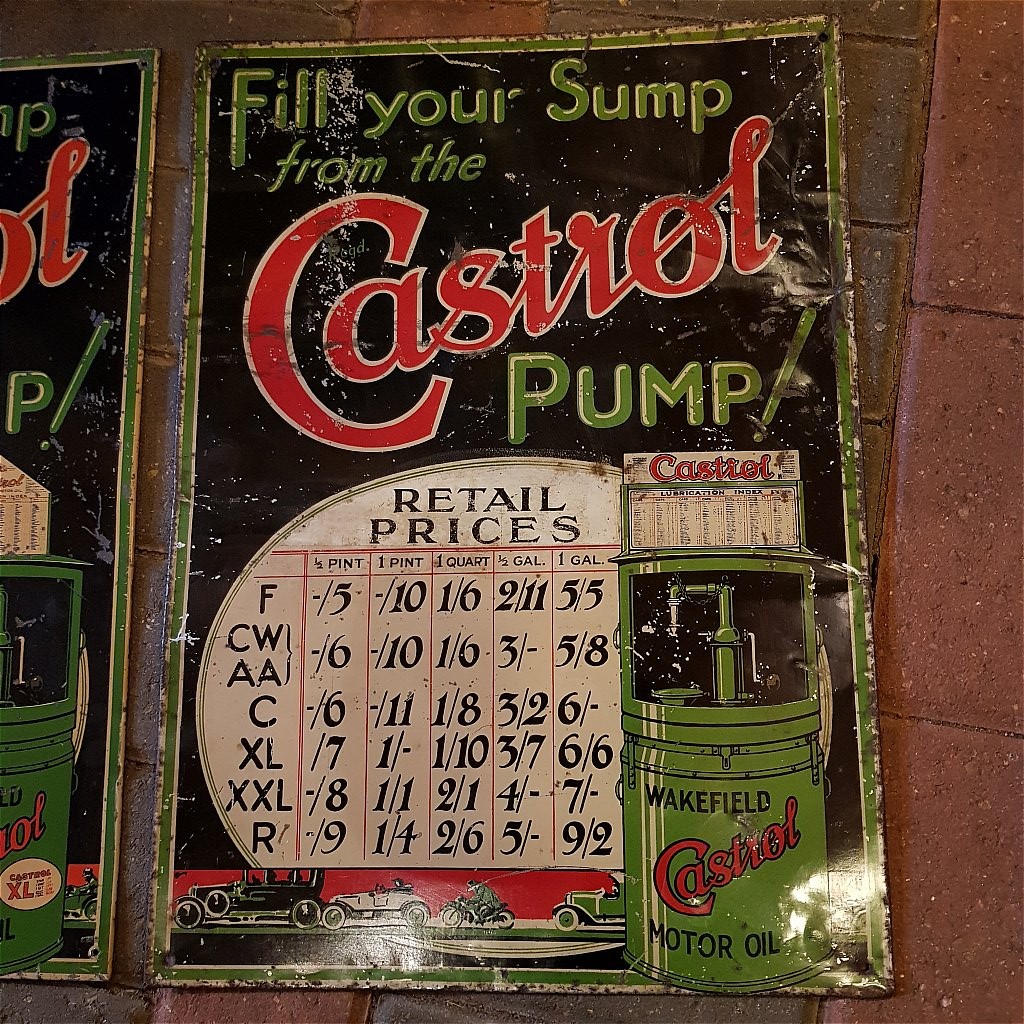 Fill your Sump
from the
Castrol
Regd.
PUMP!
RETAIL
PRICES
½ PINT 1 PINT 1 QUART ½ GAL. 1 GAL.
F -/5 -/10 1/6 2/11 5/5
CW
AA -/6 -/10 1/6 3/- 5/8
C -/6 -/11 1/8 3/2 6/-
XL -/7 1/- 1/10 3/7 6/6
XXL -/8 1/1 2/1 4/- 7/-
R -/9 1/4 2/6 5/- 9/2
Castrol
LUBRICATION INDEX
WAKEFIELD
Castrol
MOTOR OIL
mp
ol
P!
CASTROL
XL